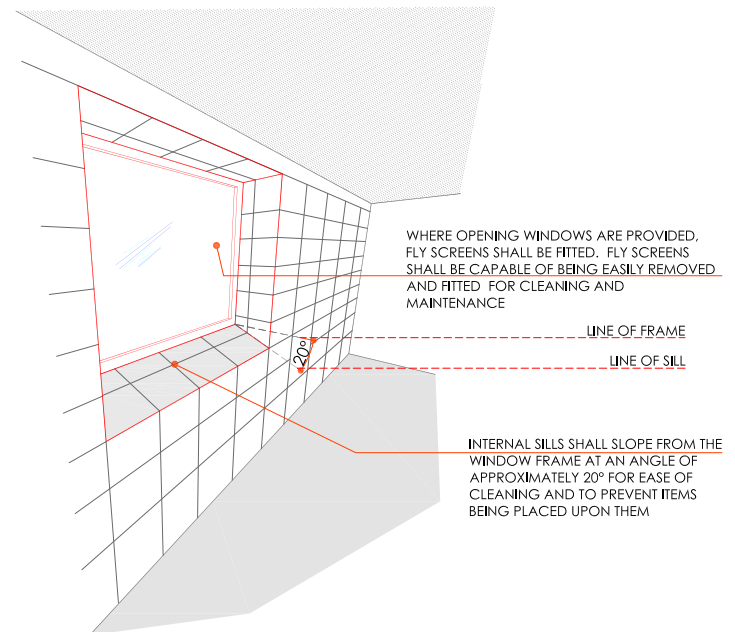 WHERE OPENING WINDOWS ARE PROVIDED,
FLY SCREENS SHALL BE FITTED. FLY SCREENS
SHALL BE CAPABLE OF BEING EASILY REMOVED
AND FITTED FOR CLEANING AND
MAINTENANCE
LINE OF FRAME
20°
LINE OF SILL
INTERNAL SILLS SHALL SLOPE FROM THE
WINDOW FRAME AT AN ANGLE OF
APPROXIMATELY 20° FOR EASE OF
CLEANING AND TO PREVENT ITEMS
BEING PLACED UPON THEM